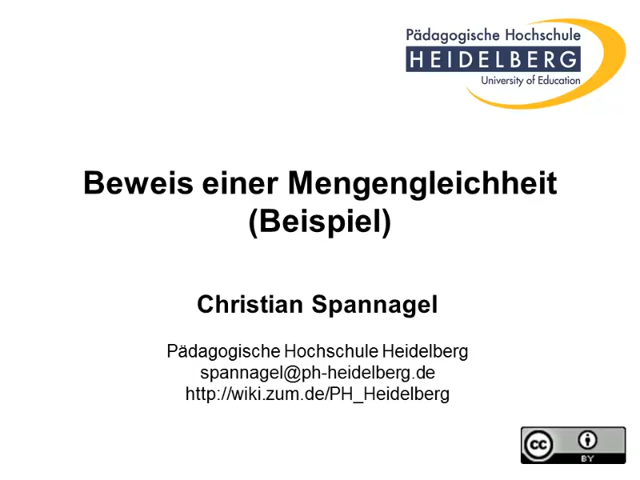 Pädagogische Hochschule
HEIDELBERG
University of Education
Beweis einer Mengengleichheit
(Beispiel)
Christian Spannagel
Pädagogische Hochschule Heidelberg
spannagel@ph-heidelberg.de
http://wiki.zum.de/PH_Heidelberg
cc
BY